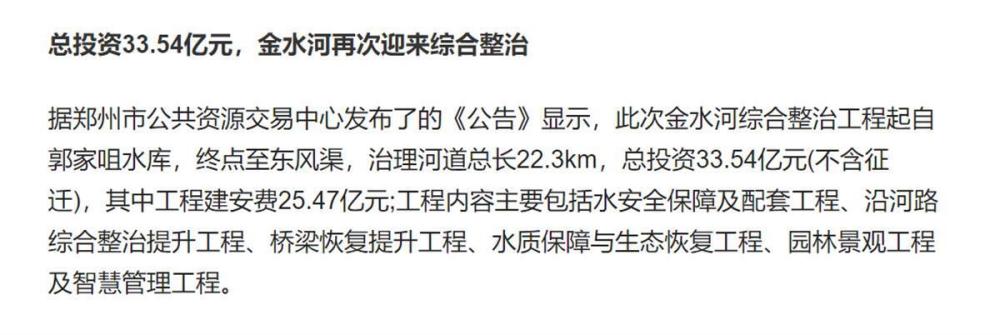 总投资33.54亿元，金水河再次迎来综合整治
据郑州市公共资源交易中心发布了的《公告》显示，此次金水河综合整治工程起自
郭家咀水库，终点至东风渠，治理河道总长22.3km，总投资33.54亿元(不含征
迁)，其中工程建安费25.47亿元;工程内容主要包括水安全保障及配套工程、沿河路
综合整治提升工程、桥梁恢复提升工程、水质保障与生态恢复工程、园林景观工程
及智慧管理工程。